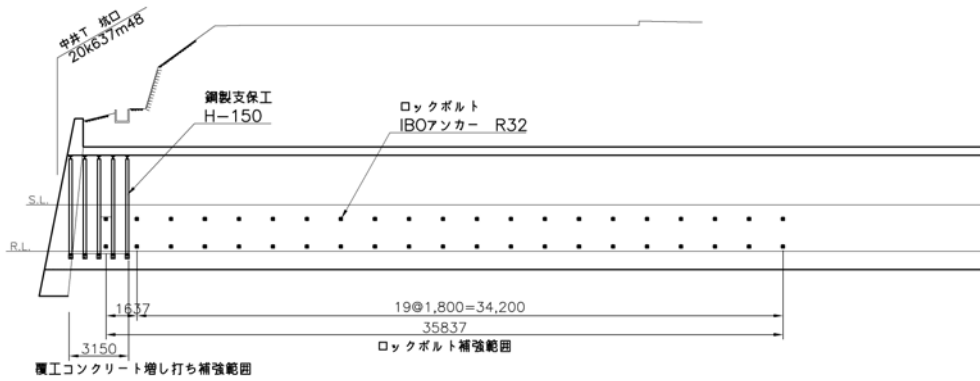 中井T 坑口
20k637m48
鋼製支保工
H-150
ロックボルト
IBOアンカー R32
S.L.
R.L.
1637
19@1,800=34,200
35837
ロックボルト補強範囲
3150
覆工コンクリート増し打ち補強範囲